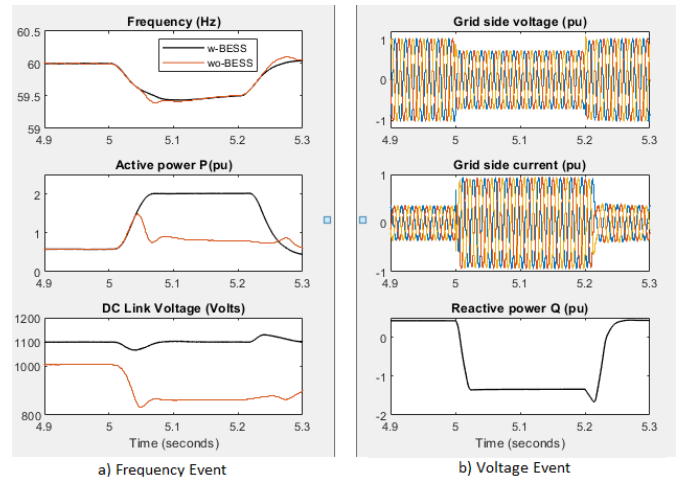 Frequency (Hz)
60.5
60
59.5
59
w-BESS
wo-BESS
4.9 5 5.1 5.2 5.3
Active power P(pu)
2
1
0
4.9 5 5.1 5.2 5.3
DC Link Voltage (Volts)
1200
1100
1000
800
4.9 5 5.1 5.2 5.3
Time (seconds)
a) Frequency Event
Grid side voltage (pu)
1
0
-1
4.9 5 5.1 5.2 5.3
Grid side current (pu)
1
0
-1
4.9 5 5.1 5.2 5.3
Reactive power Q (pu)
0
-1
-2
4.9 5 5.1 5.2 5.3
Time (seconds)
b) Voltage Event